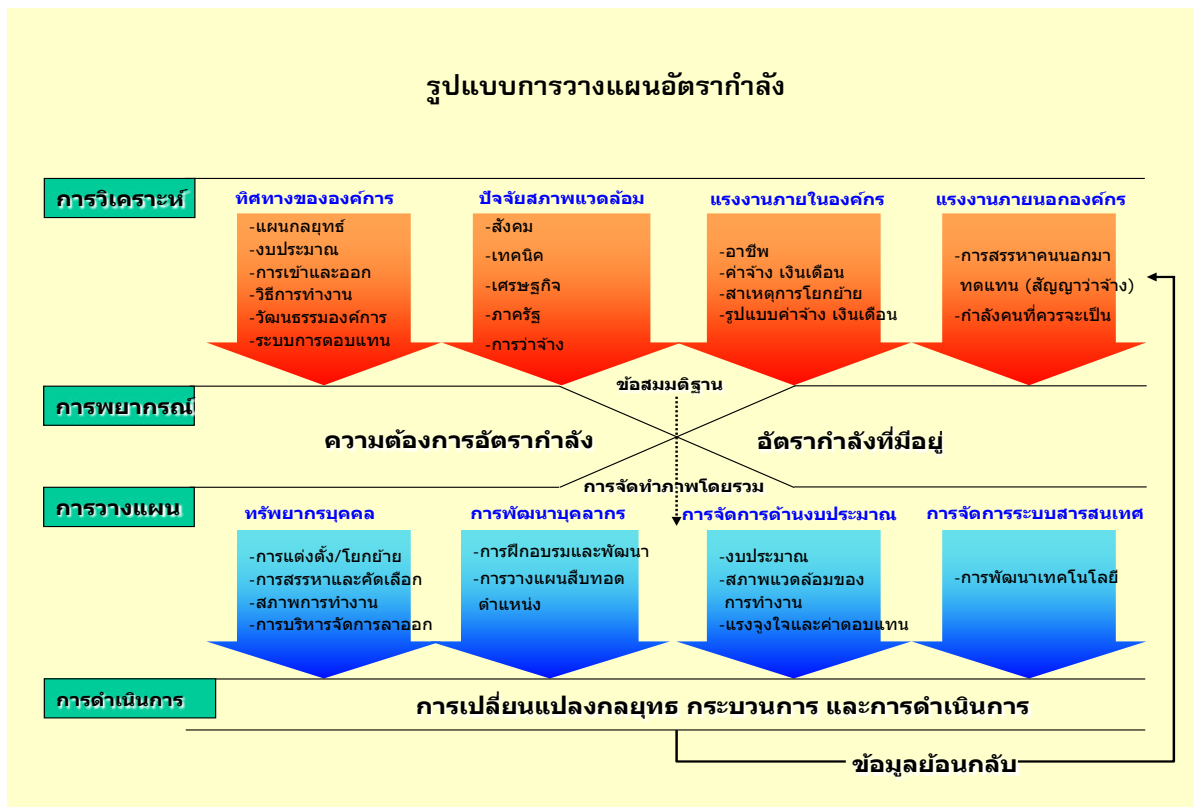 รูปแบบการวางแผนอัตรากำลัง
การวิเคราะห์
ทิศทางขององค์การ
-แผนกลยุทธ์
-งบประมาณ
-การเข้าและออก
-วิธีการทำงาน
-วัฒนธรรมองค์การ
-ระบบการตอบแทน
ปัจจัยสภาพแวดล้อม
-สังคม
-เทคนิค
-เศรษฐกิจ
-ภาครัฐ
-การว่าจ้าง
แรงงานภายในองค์กร
-อาชีพ
-ค่าจ้าง เงินเดือน
-สาเหตุการโยกย้าย
-รูปแบบค่าจ้าง เงินเดือน
แรงงานภายนอกองค์กร
-การสรรหาคนนอกมา
ทดแทน (สัญญาว่าจ้าง)
-กำลังคนที่ควรจะเป็น
การพยากรณ์
ข้อสมมติฐาน
ความต้องการอัตรากำลัง
อัตรากำลังที่มีอยู่
การจัดทำภาพโดยรวม
การวางแผน
ทรัพยากรบุคคล
-การแต่งตั้ง/โยกย้าย
-การสรรหาและคัดเลือก
-สภาพการทำงาน
-การบริหารจัดการลาออก
การพัฒนาบุคลากร
-การฝึกอบรมและพัฒนา
-การวางแผนสืบทอด
ตำแหน่ง
การจัดการด้านงบประมาณ
-งบประมาณ
-สภาพแวดล้อมของ
การทำงาน
-แรงจูงใจและค่าตอบแทน
การจัดการระบบสารสนเทศ
-การพัฒนาเทคโนโลยี
การดำเนินการ
การเปลี่ยนแปลงกลยุทธ กระบวนการ และการดำเนินการ
ข้อมูลย้อนกลับ